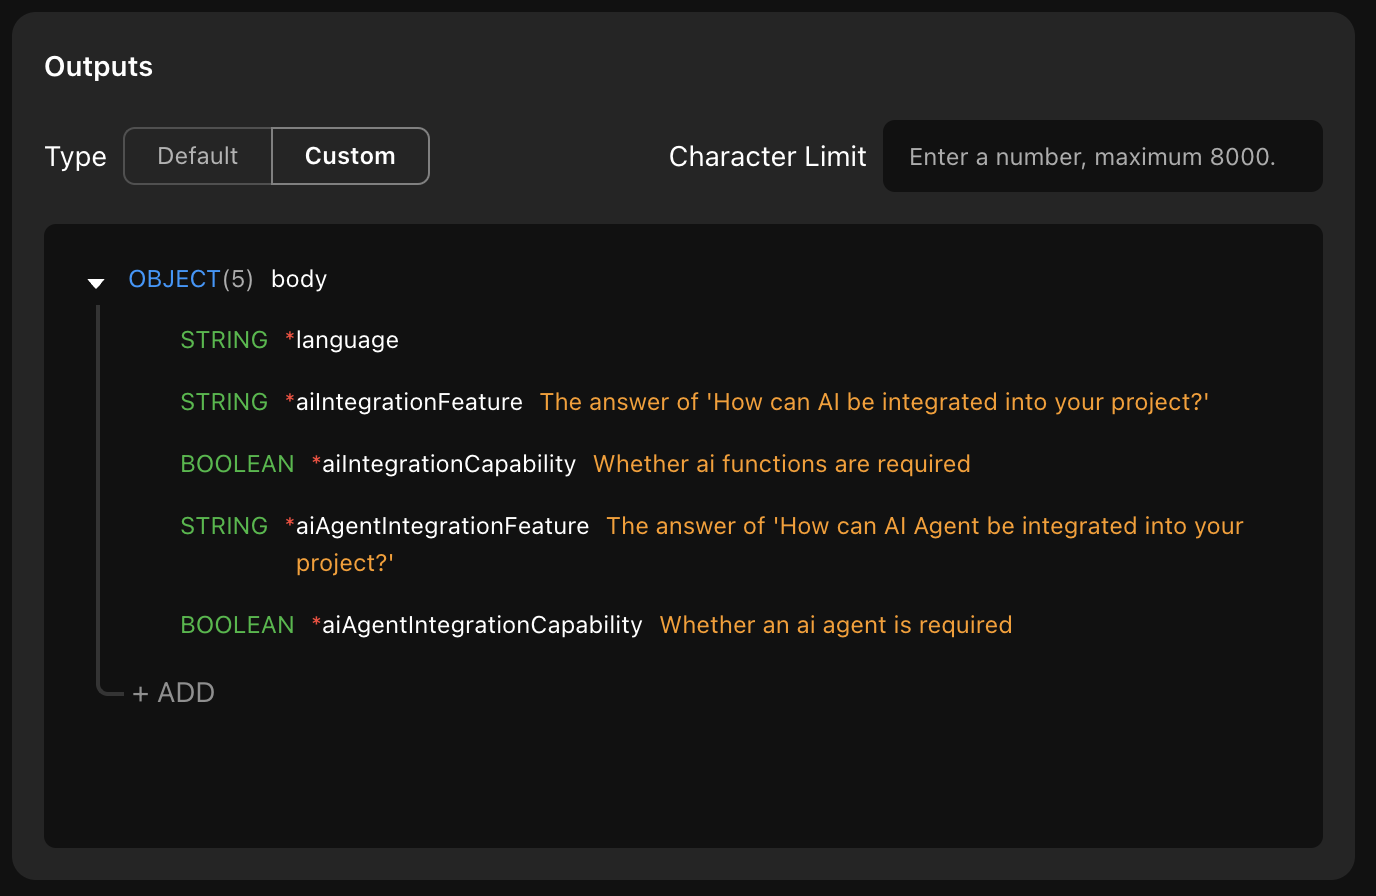 Outputs
Type Default Custom Character Limit Enter a number, maximum 8000.
OBJECT(5) body
STRING *language
STRING *aiIntegrationFeature The answer of 'How can AI be integrated into your project?'
BOOLEAN *aiIntegrationCapability Whether ai functions are required
STRING *aiAgentIntegrationFeature The answer of 'How can AI Agent be integrated into your
project?'
BOOLEAN *aiAgentIntegrationCapability Whether an ai agent is required
+ ADD